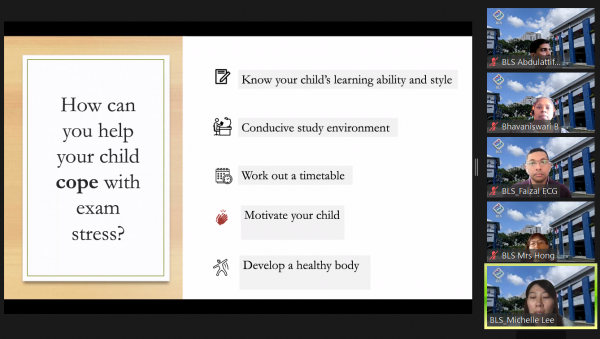 How can
you help
your child
cope with
exam
stress?
Know your child's learning ability and style
Conducive study environment
Work out a timetable
Motivate your child
Develop a healthy body
BLS Abdulattif...
Bhavaniswari B
BLS_Faizal ECG
BLS Mrs Hong
BLS_Michelle Lee